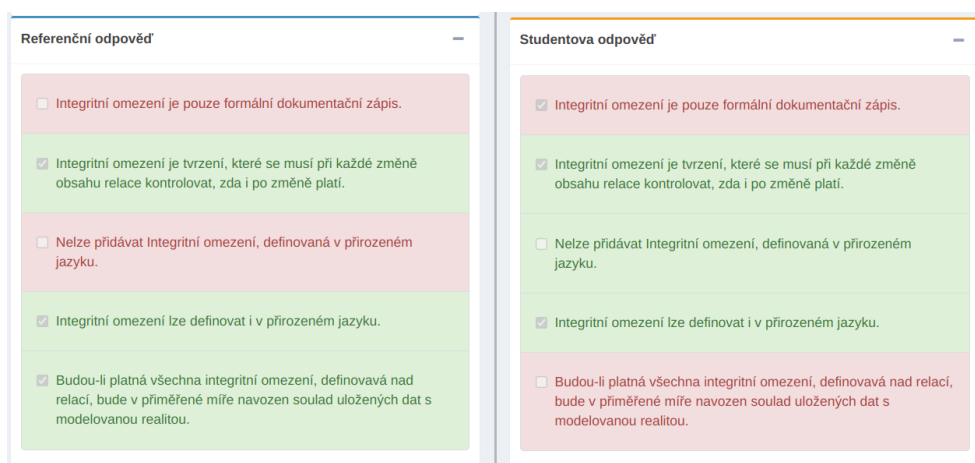 Referenční odpověď
Integritní omezení je pouze formální dokumentační zápis.
Integritní omezení je tvrzení, které se musí při každé změně
obsahu relace kontrolovat, zda i po změně platí.
Nelze přidávat Integritní omezení, definovaná v přirozeném
jazyku.
Integritní omezení lze definovat i v přirozeném jazyku.
Budou-li platná všechna integritní omezení, definovavá nad
relací, bude v přiměřené míře navozen soulad uložených dat s
modelovanou realitou.
Studentova odpověď
Integritní omezení je pouze formální dokumentační zápis.
Integritní omezení je tvrzení, které se musí při každé změně
obsahu relace kontrolovat, zda i po změně platí.
Nelze přidávat Integritní omezení, definovaná v přirozeném
jazyku.
Integritní omezení lze definovat i v přirozeném jazyku.
Budou-li platná všechna integritní omezení, definovavá nad relací,
bude v přiměřené míře navozen soulad uložených dat s
modelovanou realitou.